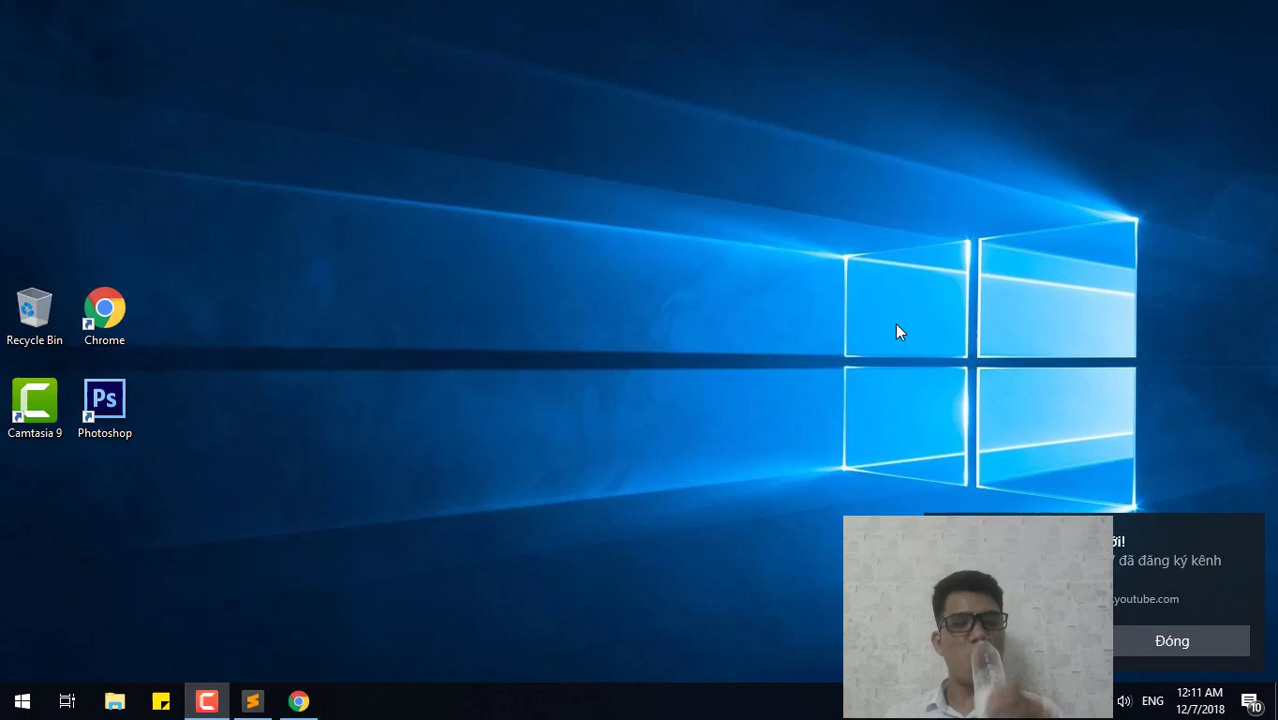 Recycle Bin
Chrome
Camtasia 9
Ps
Photoshop
đã đăng ký kênh
.youtube.com
Đóng
ENG
12:11 AM
12/7/2018
10